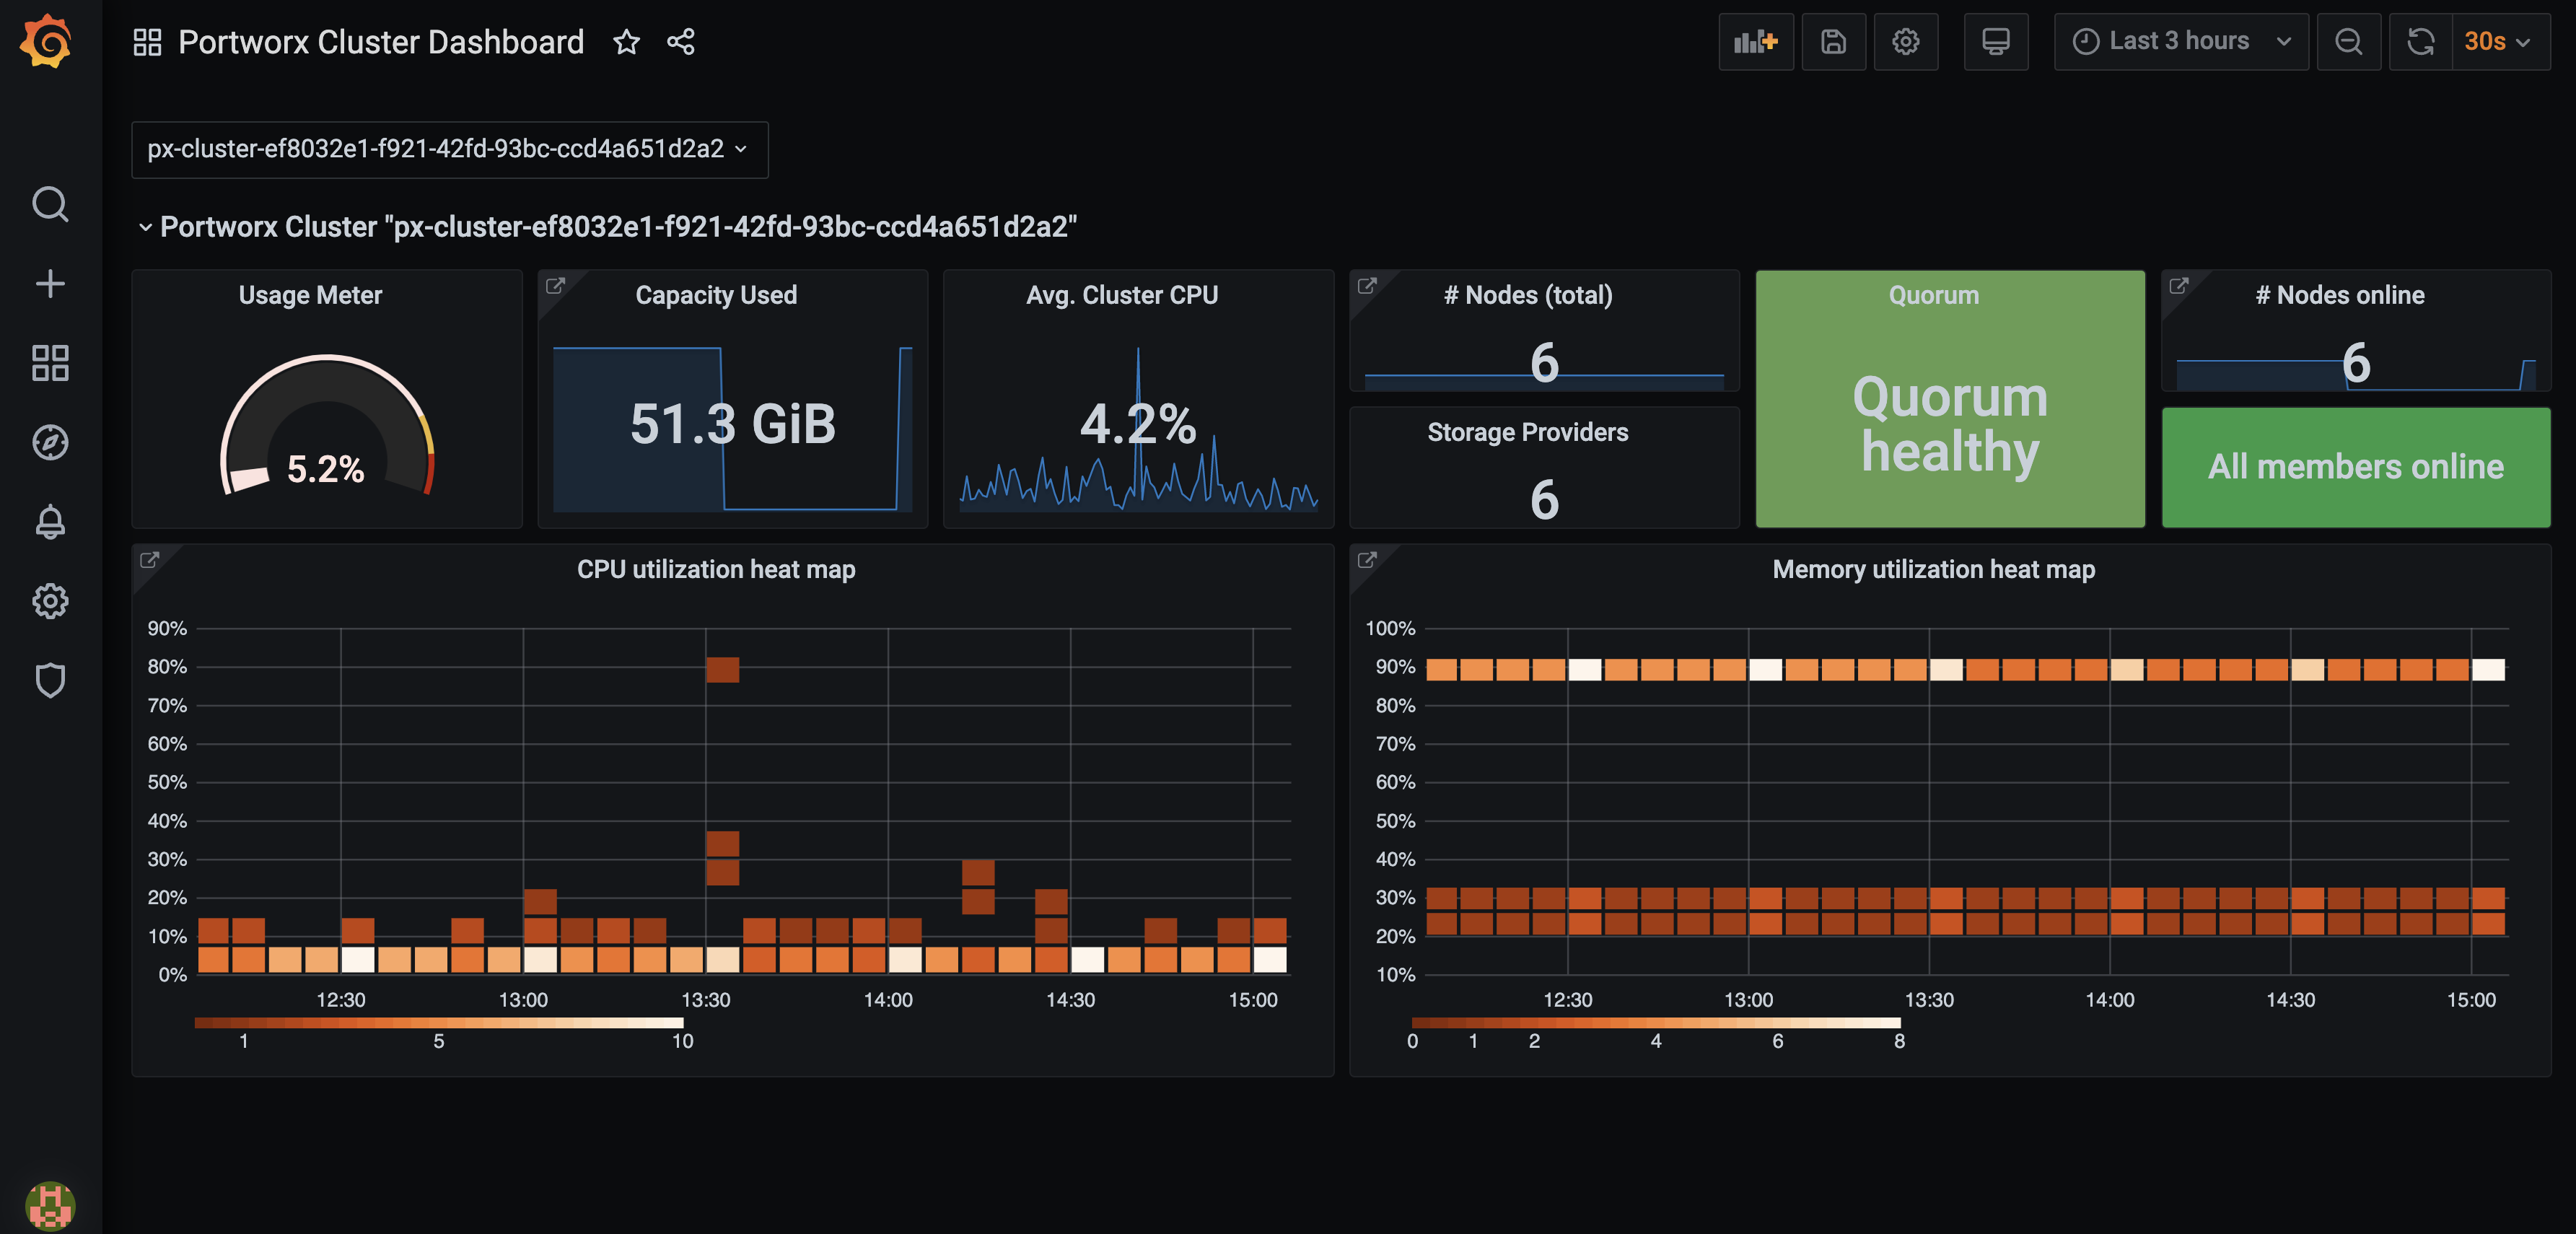 Portworx Cluster Dashboard
Last 3 hours
30s
px-cluster-ef8032e1-f921-42fd-93bc-ccd4a651d2a2
Portworx Cluster "px-cluster-ef8032e1-f921-42fd-93bc-ccd4a651d2a2"
Usage Meter
5.2%
Capacity Used
51.3 GiB
Avg. Cluster CPU
4.2%
# Nodes (total)
6
Storage Providers
6
Quorum
Quorum
healthy
# Nodes online
6
All members online
CPU utilization heat map
90%
80%
70%
60%
50%
40%
30%
20%
10%
0%
12:30 13:00 13:30 14:00 14:30 15:00
1 5 10
Memory utilization heat map
100%
90%
80%
70%
60%
50%
40%
30%
20%
10%
12:30 13:00 13:30 14:00 14:30 15:00
0 1 2 4 6 8